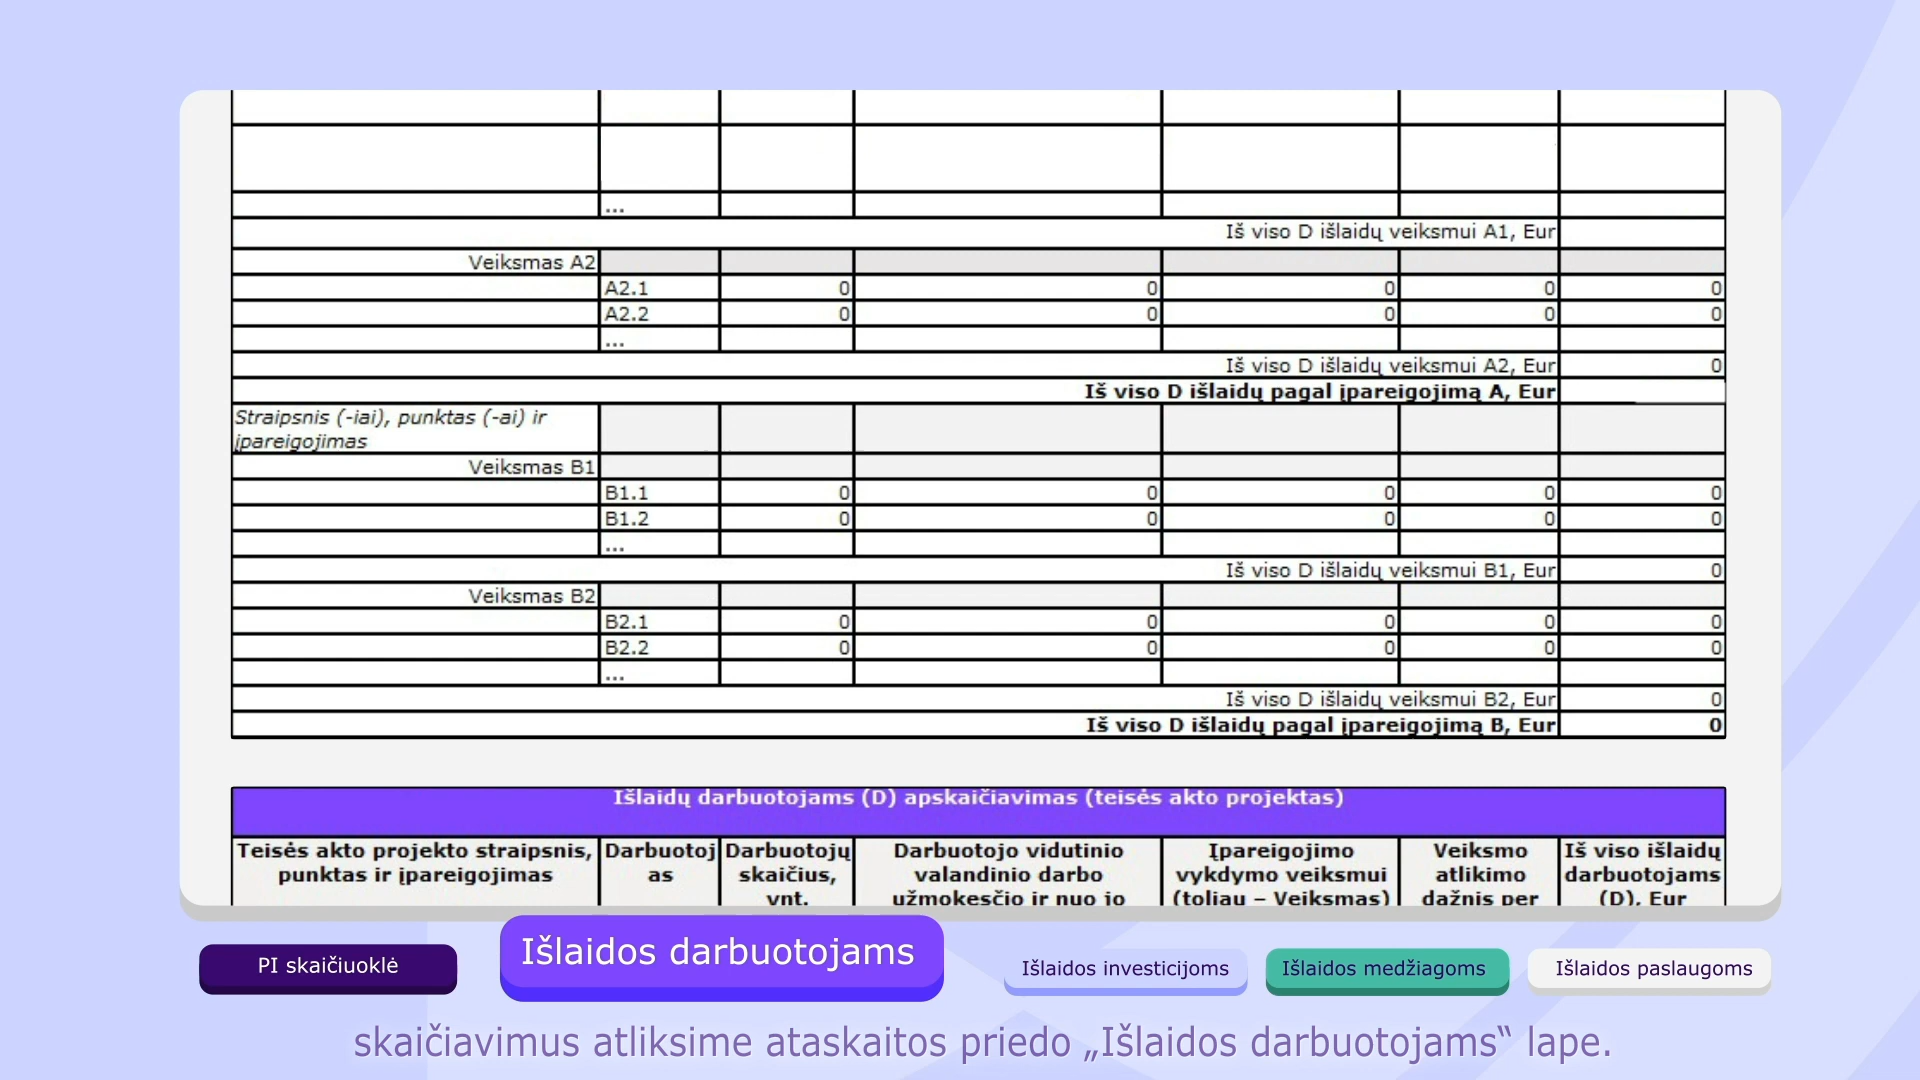 ...
Iš viso D išlaidų veiksmui A1, Eur
Veiksmas A2
A2.1 0 0 0 0 0
A2.2 0 0 0 0 0
...
Iš viso D išlaidų veiksmui A2, Eur 0
Iš viso D išlaidų pagal įpareigojimą A, Eur
Straipsnis (-iai), punktas (-ai) ir
įpareigojimas
Veiksmas B1
B1.1 0 0 0 0 0
B1.2 0 0 0 0 0
...
Iš viso D išlaidų veiksmui B1, Eur 0
Veiksmas B2
B2.1 0 0 0 0 0
B2.2 0 0 0 0 0
...
Iš viso D išlaidų veiksmui B2, Eur 0
Iš viso D išlaidų pagal įpareigojimą B, Eur 0
Išlaidų darbuotojams (D) apskaičiavimas (teisės akto projektas)
Teisės akto projekto straipsnis, Darbuotoj Darbuotojų Darbuotojo vidutinio Įpareigojimo Veiksmo Iš viso išlaidų
punktas ir įpareigojimas as skaičius, valandinio darbo vykdymo veiksmui atlikimo darbuotojams
vnt. užmokesčio ir nuo jo (toliau – Veiksmas) dažnis per (D), Eur
PI skaičiuoklė
Išlaidos darbuotojams
Išlaidos investicijoms
Išlaidos medžiagoms
Išlaidos paslaugoms
skaičiavimus atliksime ataskaitos priedo „Išlaidos darbuotojams“ lape.